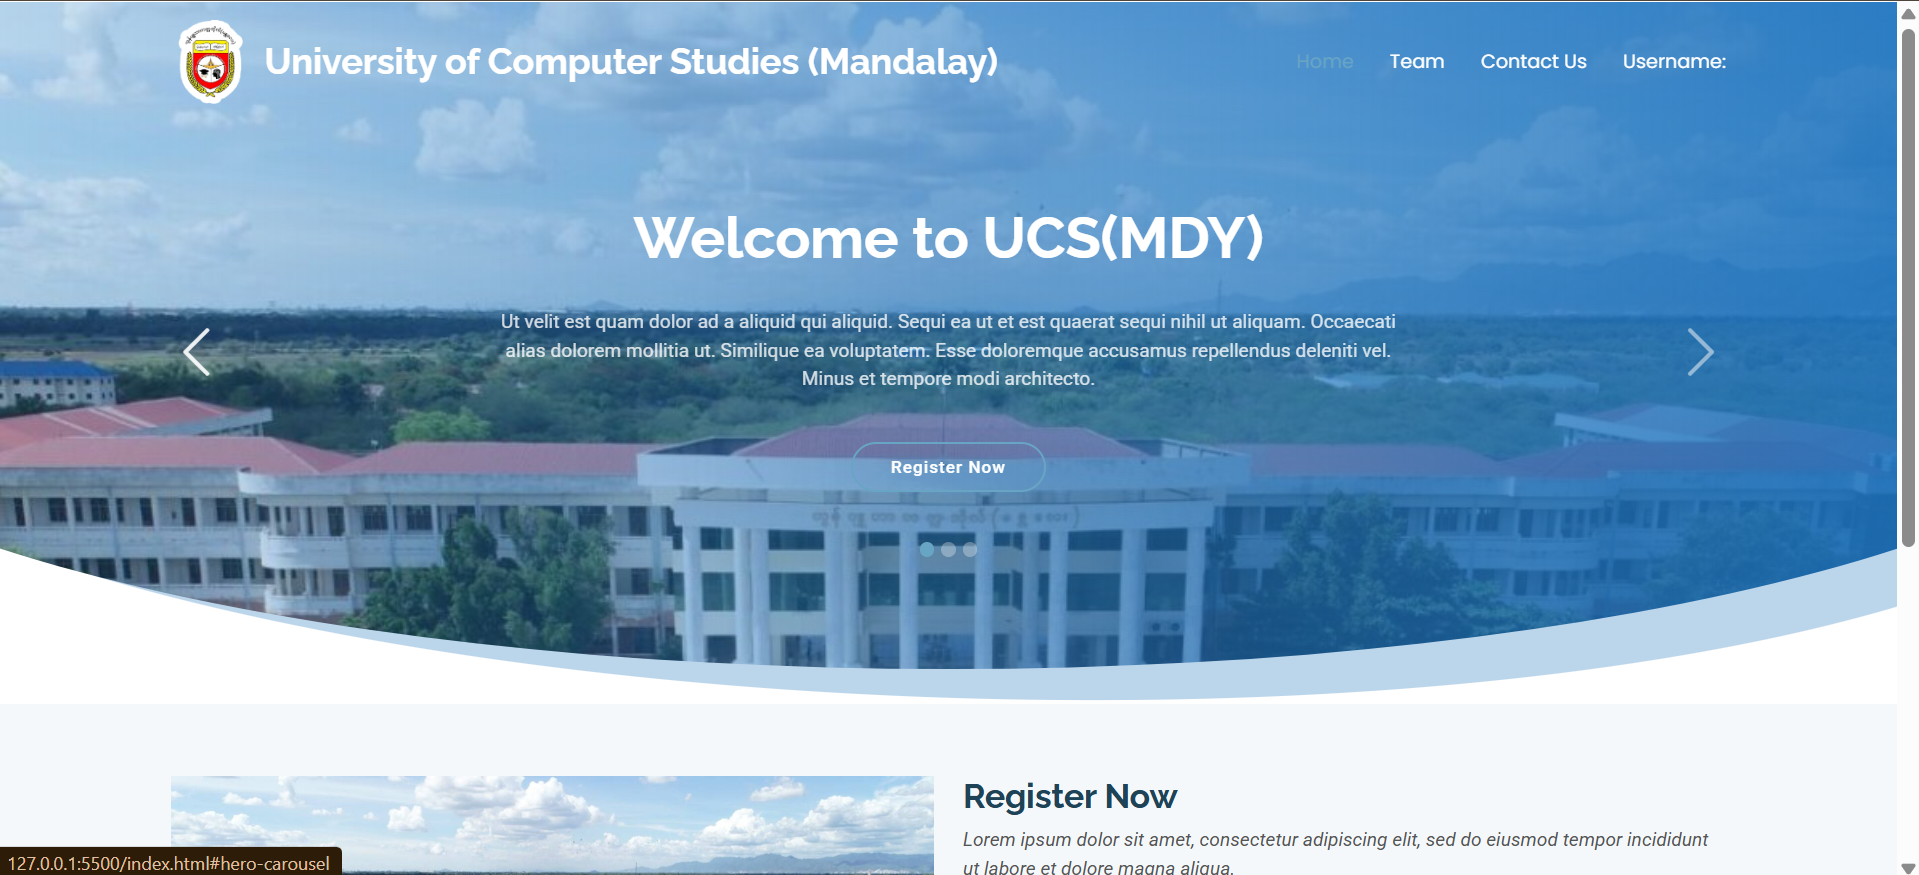 University of Computer Studies (Mandalay)
Home Team Contact Us Username:
Welcome to UCS(MDY)
Ut velit est quam dolor ad a aliquid qui aliquid. Sequi ea ut et est quaerat sequi nihil ut aliquam. Occaecati
alias dolorem mollitia ut. Similique ea voluptatem. Esse doloremque accusamus repellendus deleniti vel.
Minus et tempore modi architecto.
Register Now
Register Now
Lorem ipsum dolor sit amet, consectetur adipiscing elit, sed do eiusmod tempor incididunt
ut labore et dolore magna aliqua.
127.0.0.1:5500/index.html#hero-carousel